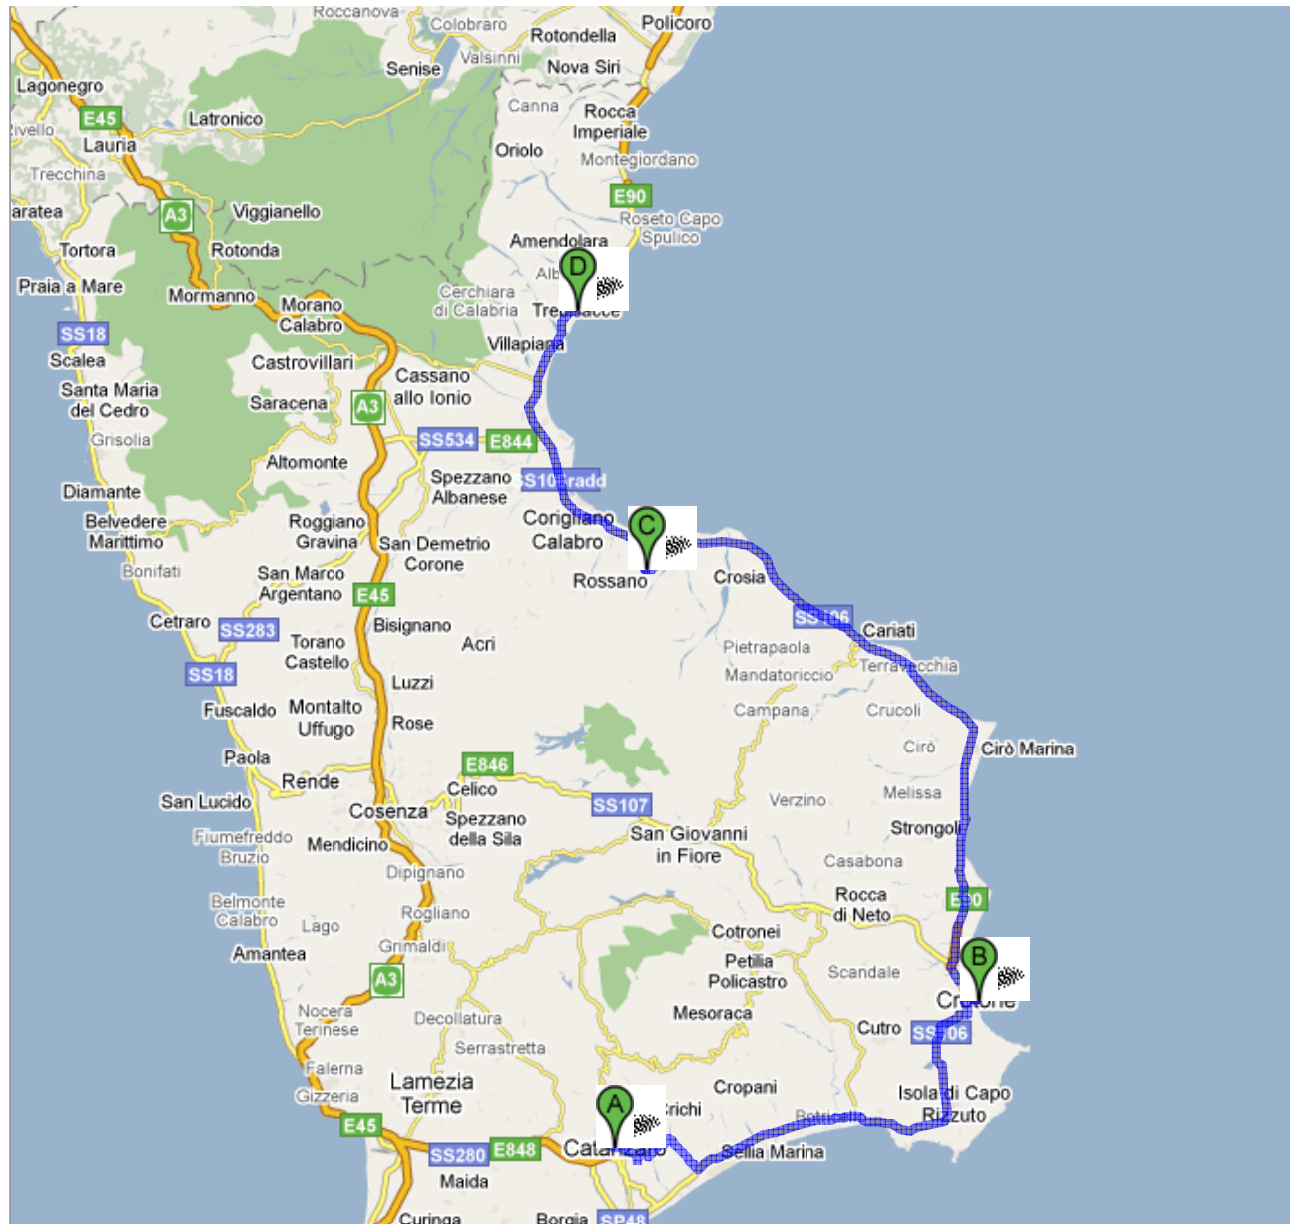 Roccanova
Colobraro
Policoro
Rotondella
Valsinni
Senise
Nova Siri
Lagonegro
Canna
Rocca
Imperiale
E45
Latronico
Rivello
Lauria
Oriolo
Montegiordano
Trecchina
E90
aratea
A3
Viggianello
Roseto Capo
Spulico
Tortora
Rotonda
Amendolara
D
Praia a Mare
Mormanno
Morano
Calabro
Cerchiara
di Calabria
Trebisacce
SS18
Villapiana
Scalea
Castrovillari
Cassano
allo Ionio
Santa Maria
del Cedro
Saracena
A3
Grisolia
SS534
E844
Altomonte
Spezzano
Albanese
Diamante
Belvedere
Marittimo
Roggiano
Gravina
Corigliano
Calabro
C
San Demetrio
Corone
Bonifati
San Marco
Argentano
Rossano
Crosia
E45
Cetraro
SS283
Bisignano
SS106
Cariati
Torano
Castello
Acri
Pietrapaola
Terravecchia
SS18
Luzzi
Mandatoriccio
Fuscaldo
Montalto
Uffugo
Rose
Campana
Crucoli
Paola
Cirò
Cirò Marina
E846
Rende
Celico
San Lucido
Cosenza
SS107
Verzino
Melissa
Spezzano
della Sila
Strongoli
Fiumefreddo
Bruzio
Mendicino
San Giovanni
in Fiore
Casabona
Dipignano
Belmonte
Calabro
Rocca
di Neto
E90
Lago
Rogliano
Cotronei
Amantea
Grimaldi
B
Petilia
Policastro
Scandale
A3
Crotone
Nocera
Terinese
Decollatura
Mesoraca
Cutro
SS106
Serrastretta
Falerna
Lamezia
Terme
Cropani
Isola di Capo
Rizzuto
Gizzeria
A
Botricello
E45
Catanzaro
SS280
E848
Sellia Marina
Maida
Curinga
Borgia
SP48